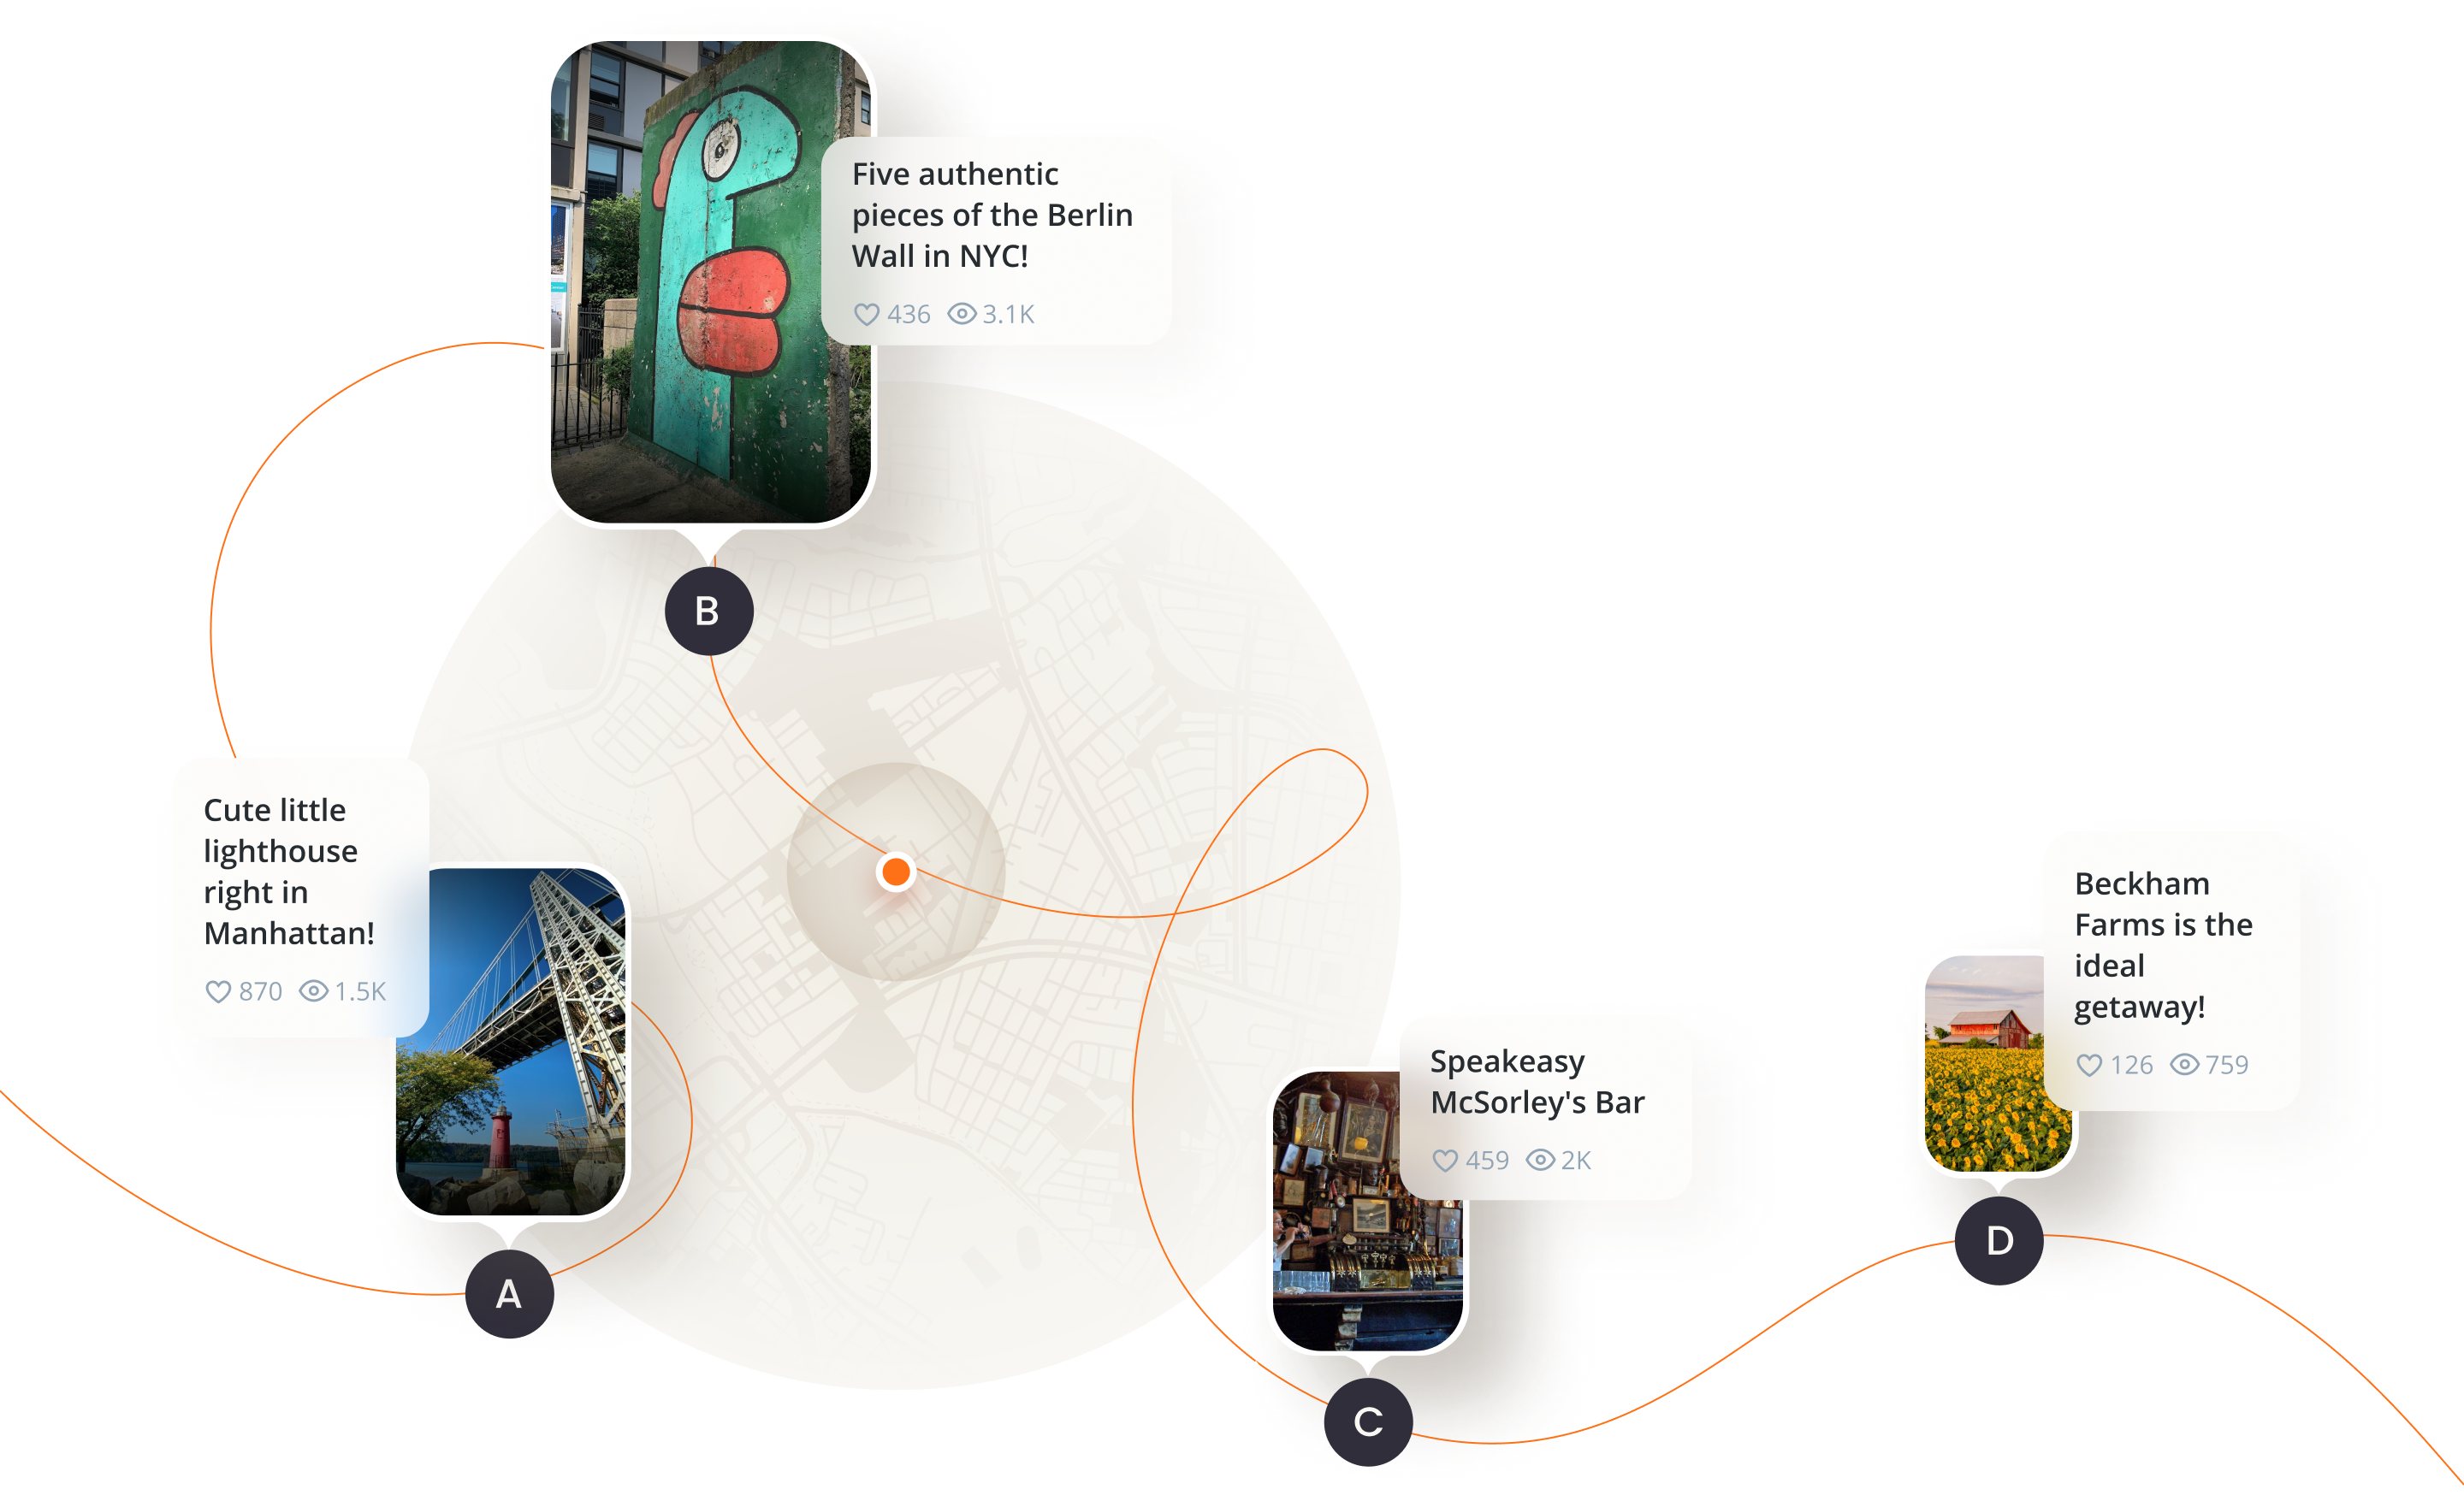 Five authentic
pieces of the Berlin
Wall in NYC!
436 3.1K
B
Cute little
lighthouse
right in
Manhattan!
870 1.5K
A
Speakeasy
McSorley's Bar
459 2K
C
Beckham
Farms is the
ideal
getaway!
126 759
D